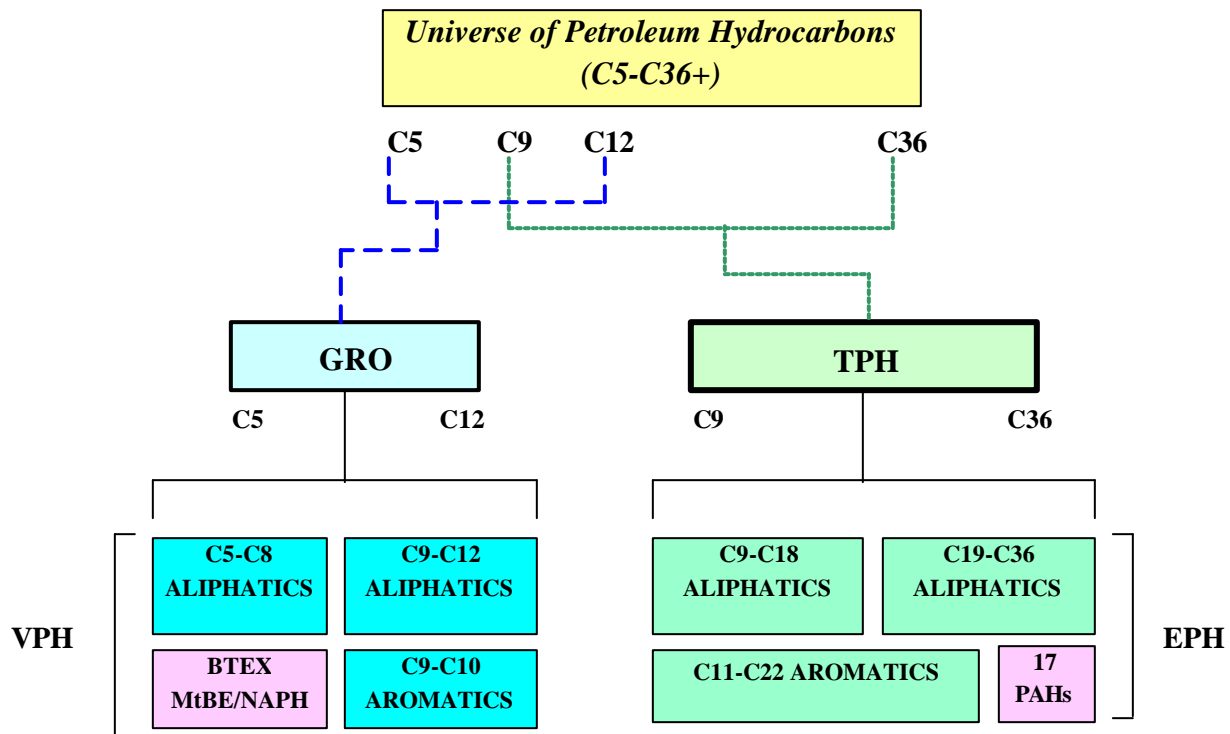 Universe of Petroleum Hydrocarbons
(C5-C36+)
C5 C9 C12 C36
GRO
TPH
C5 C12 C9 C36
C5-C8
ALIPHATICS
C9-C12
ALIPHATICS
C9-C18
ALIPHATICS
C19-C36
ALIPHATICS
VPH
EPH
BTEX
MtBE/NAPH
C9-C10
AROMATICS
C11-C22 AROMATICS
17
PAHs